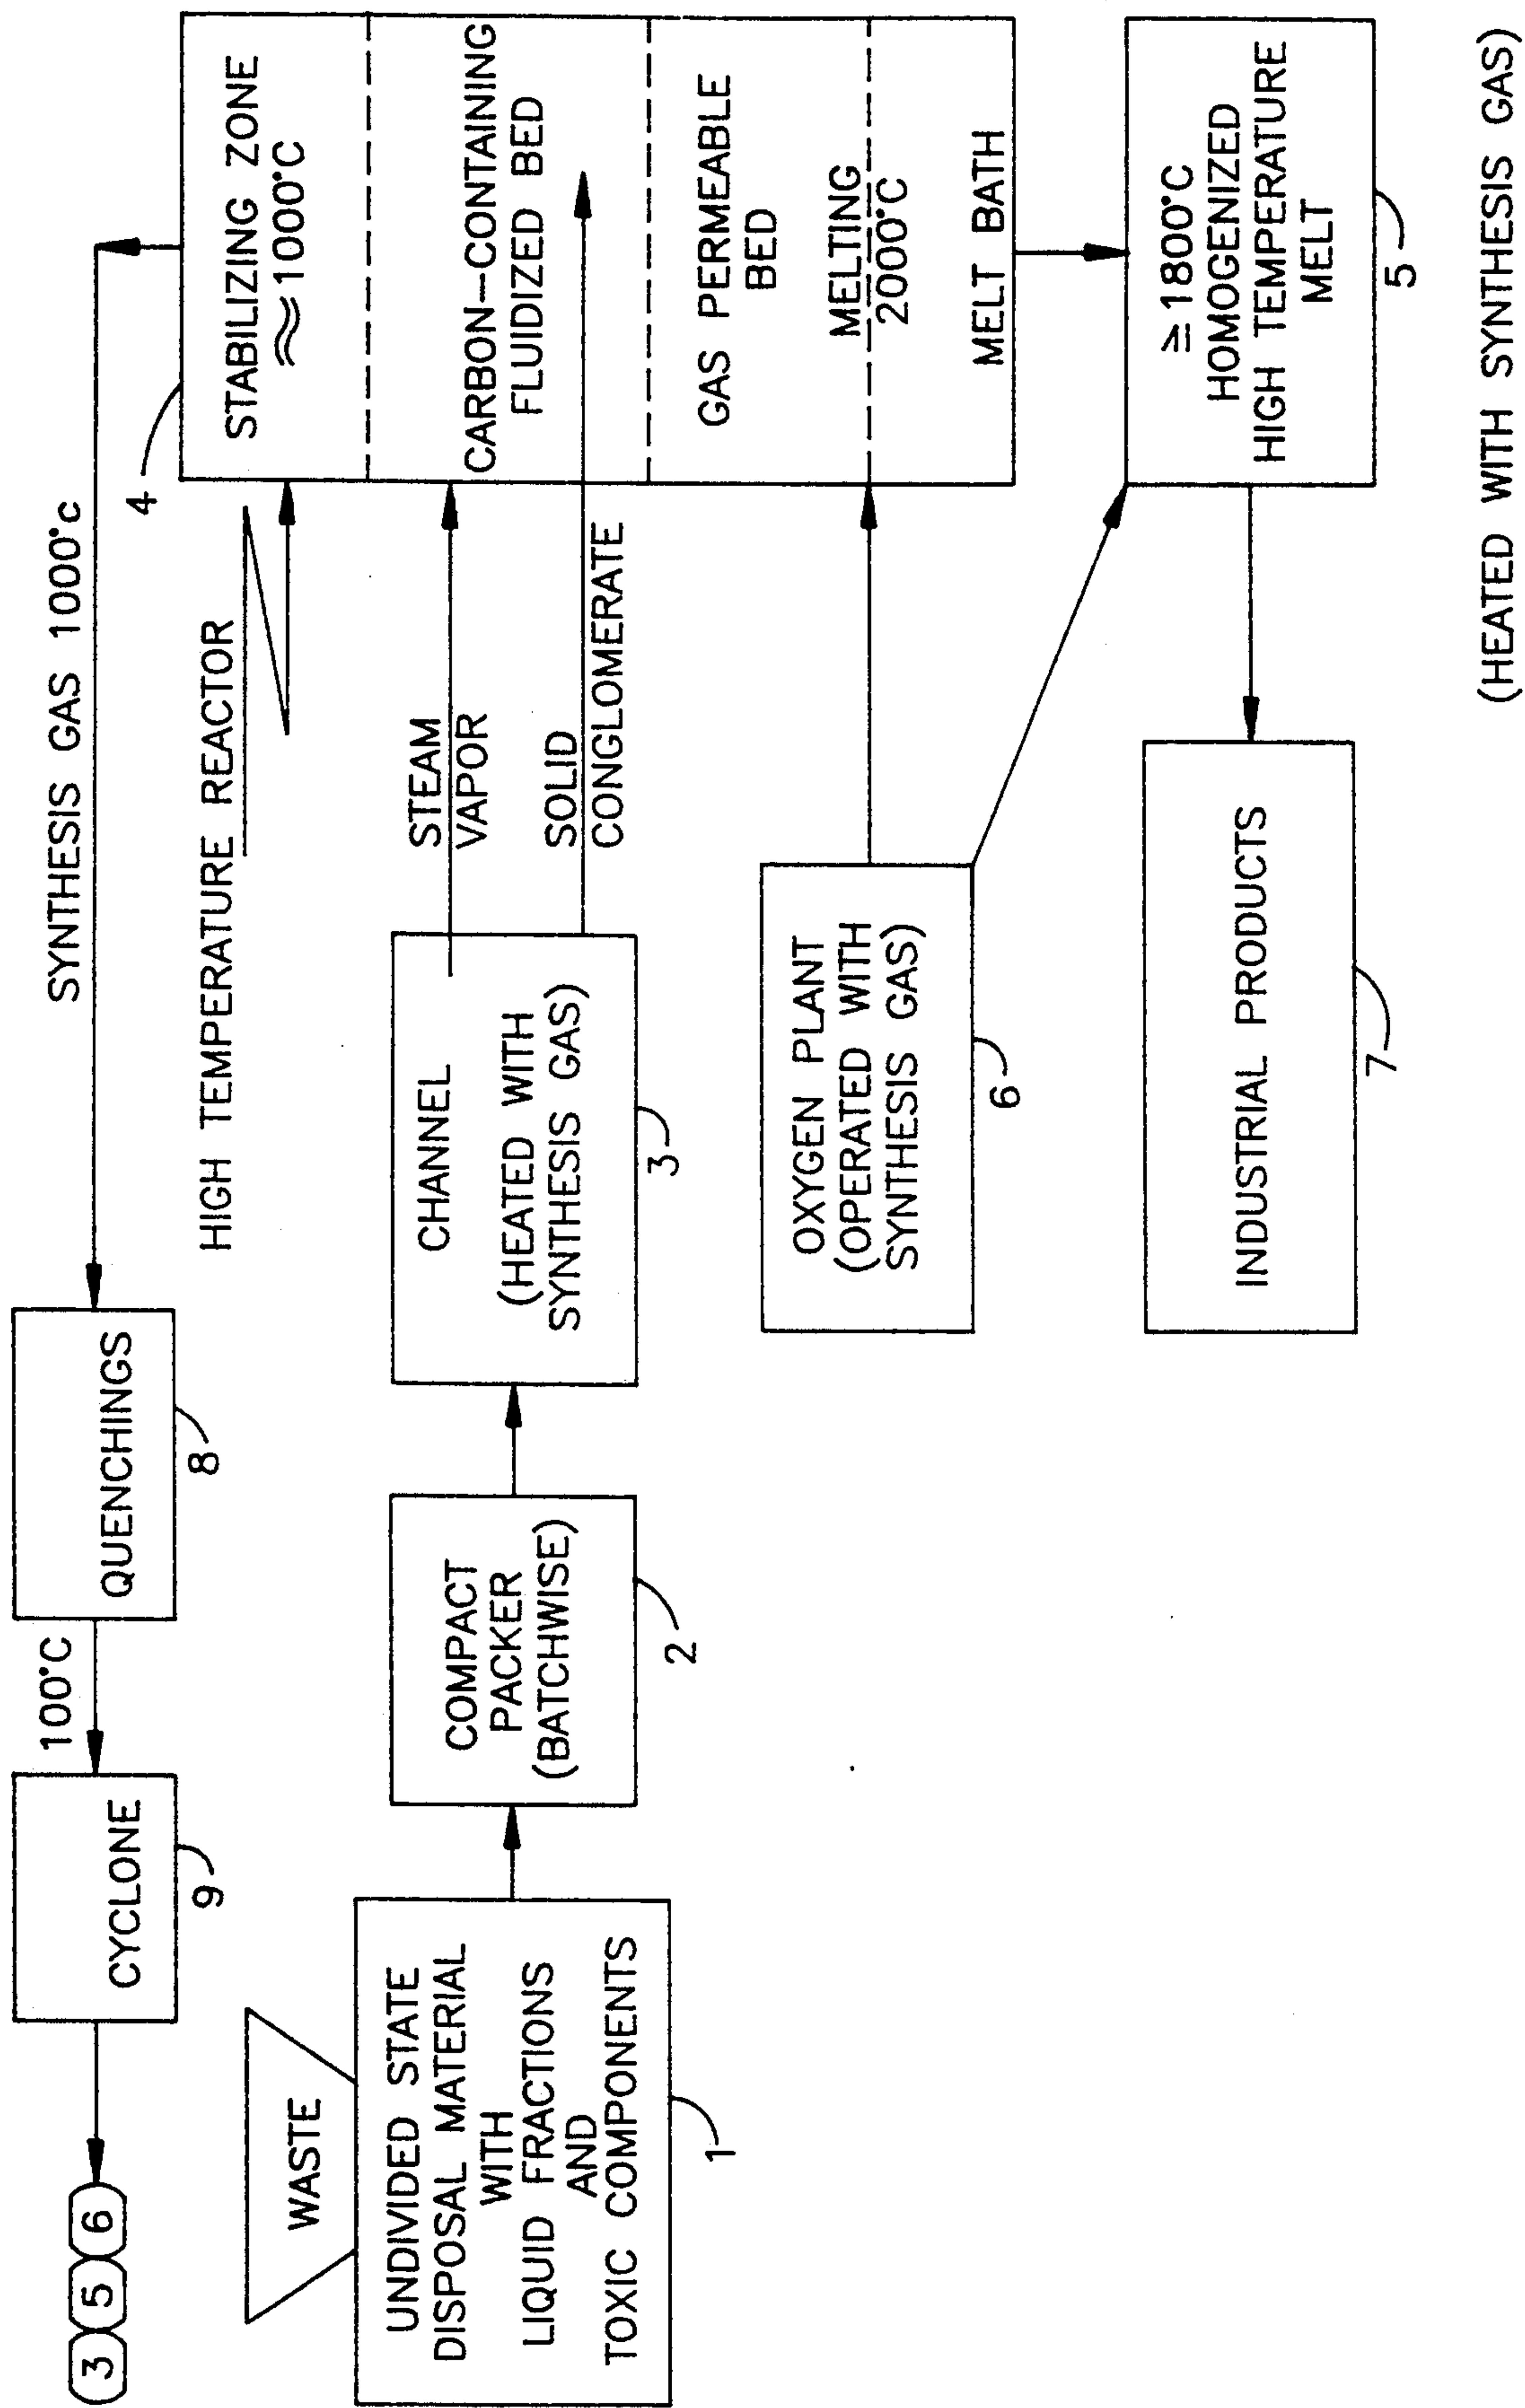 3 5 6
CYCLONE
9
100°C
QUENCHINGS
8
SYNTHESIS GAS 1000°c
HIGH TEMPERATURE REACTOR
4
STABILIZING ZONE
≈1000°C
CARBON-CONTAINING
FLUIDIZED BED
GAS PERMEABLE
BED
MELTING
2000°C
MELT BATH
WASTE
UNDIVIDED STATE
DISPOSAL MATERIAL
WITH
LIQUID FRACTIONS
AND
TOXIC COMPONENTS
1
COMPACT
PACKER
(BATCHWISE)
2
CHANNEL
(HEATED WITH
SYNTHESIS GAS)
3
STEAM
VAPOR
SOLID
CONGLOMERATE
OXYGEN PLANT
(OPERATED WITH
SYNTHESIS GAS)
6
INDUSTRIAL PRODUCTS
7
≥1800°C
HOMOGENIZED
HIGH TEMPERATURE
MELT
5
(HEATED WITH SYNTHESIS GAS)